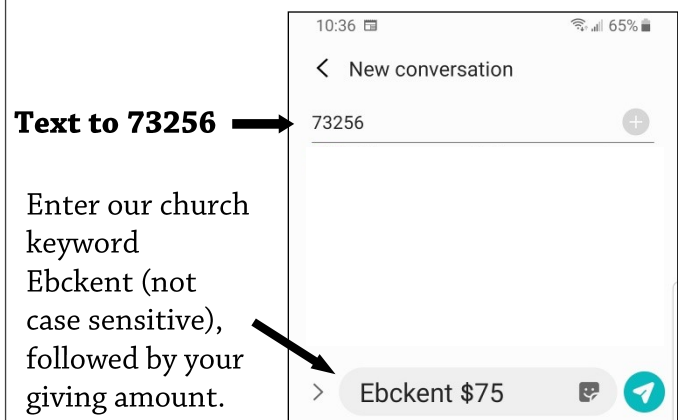 10:36 65%
New conversation
Text to 73256
73256
Enter our church
keyword
Ebckent (not
case sensitive),
followed by your
giving amount.
Ebckent $75